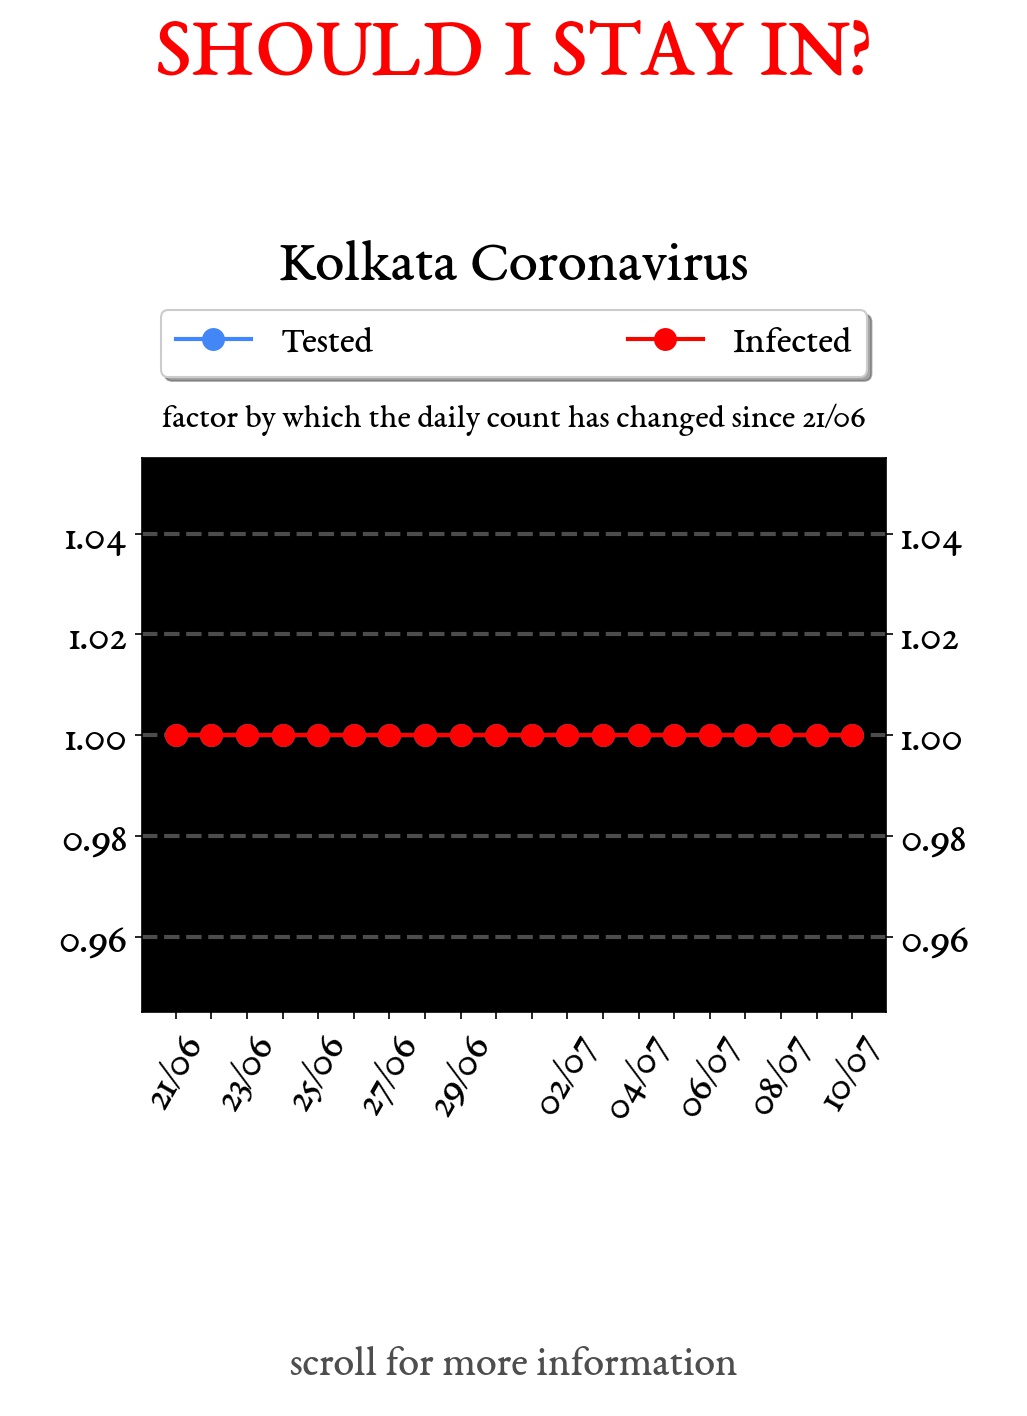 SHOULD I STAY IN?
Kolkata Coronavirus
Tested Infected
factor by which the daily count has changed since 21/06
1.04 1.04
1.02 1.02
1.00 1.00
0.98 0.98
0.96 0.96
21/06 23/06 25/06 27/06 29/06 02/07 04/07 06/07 08/07 10/07
scroll for more information